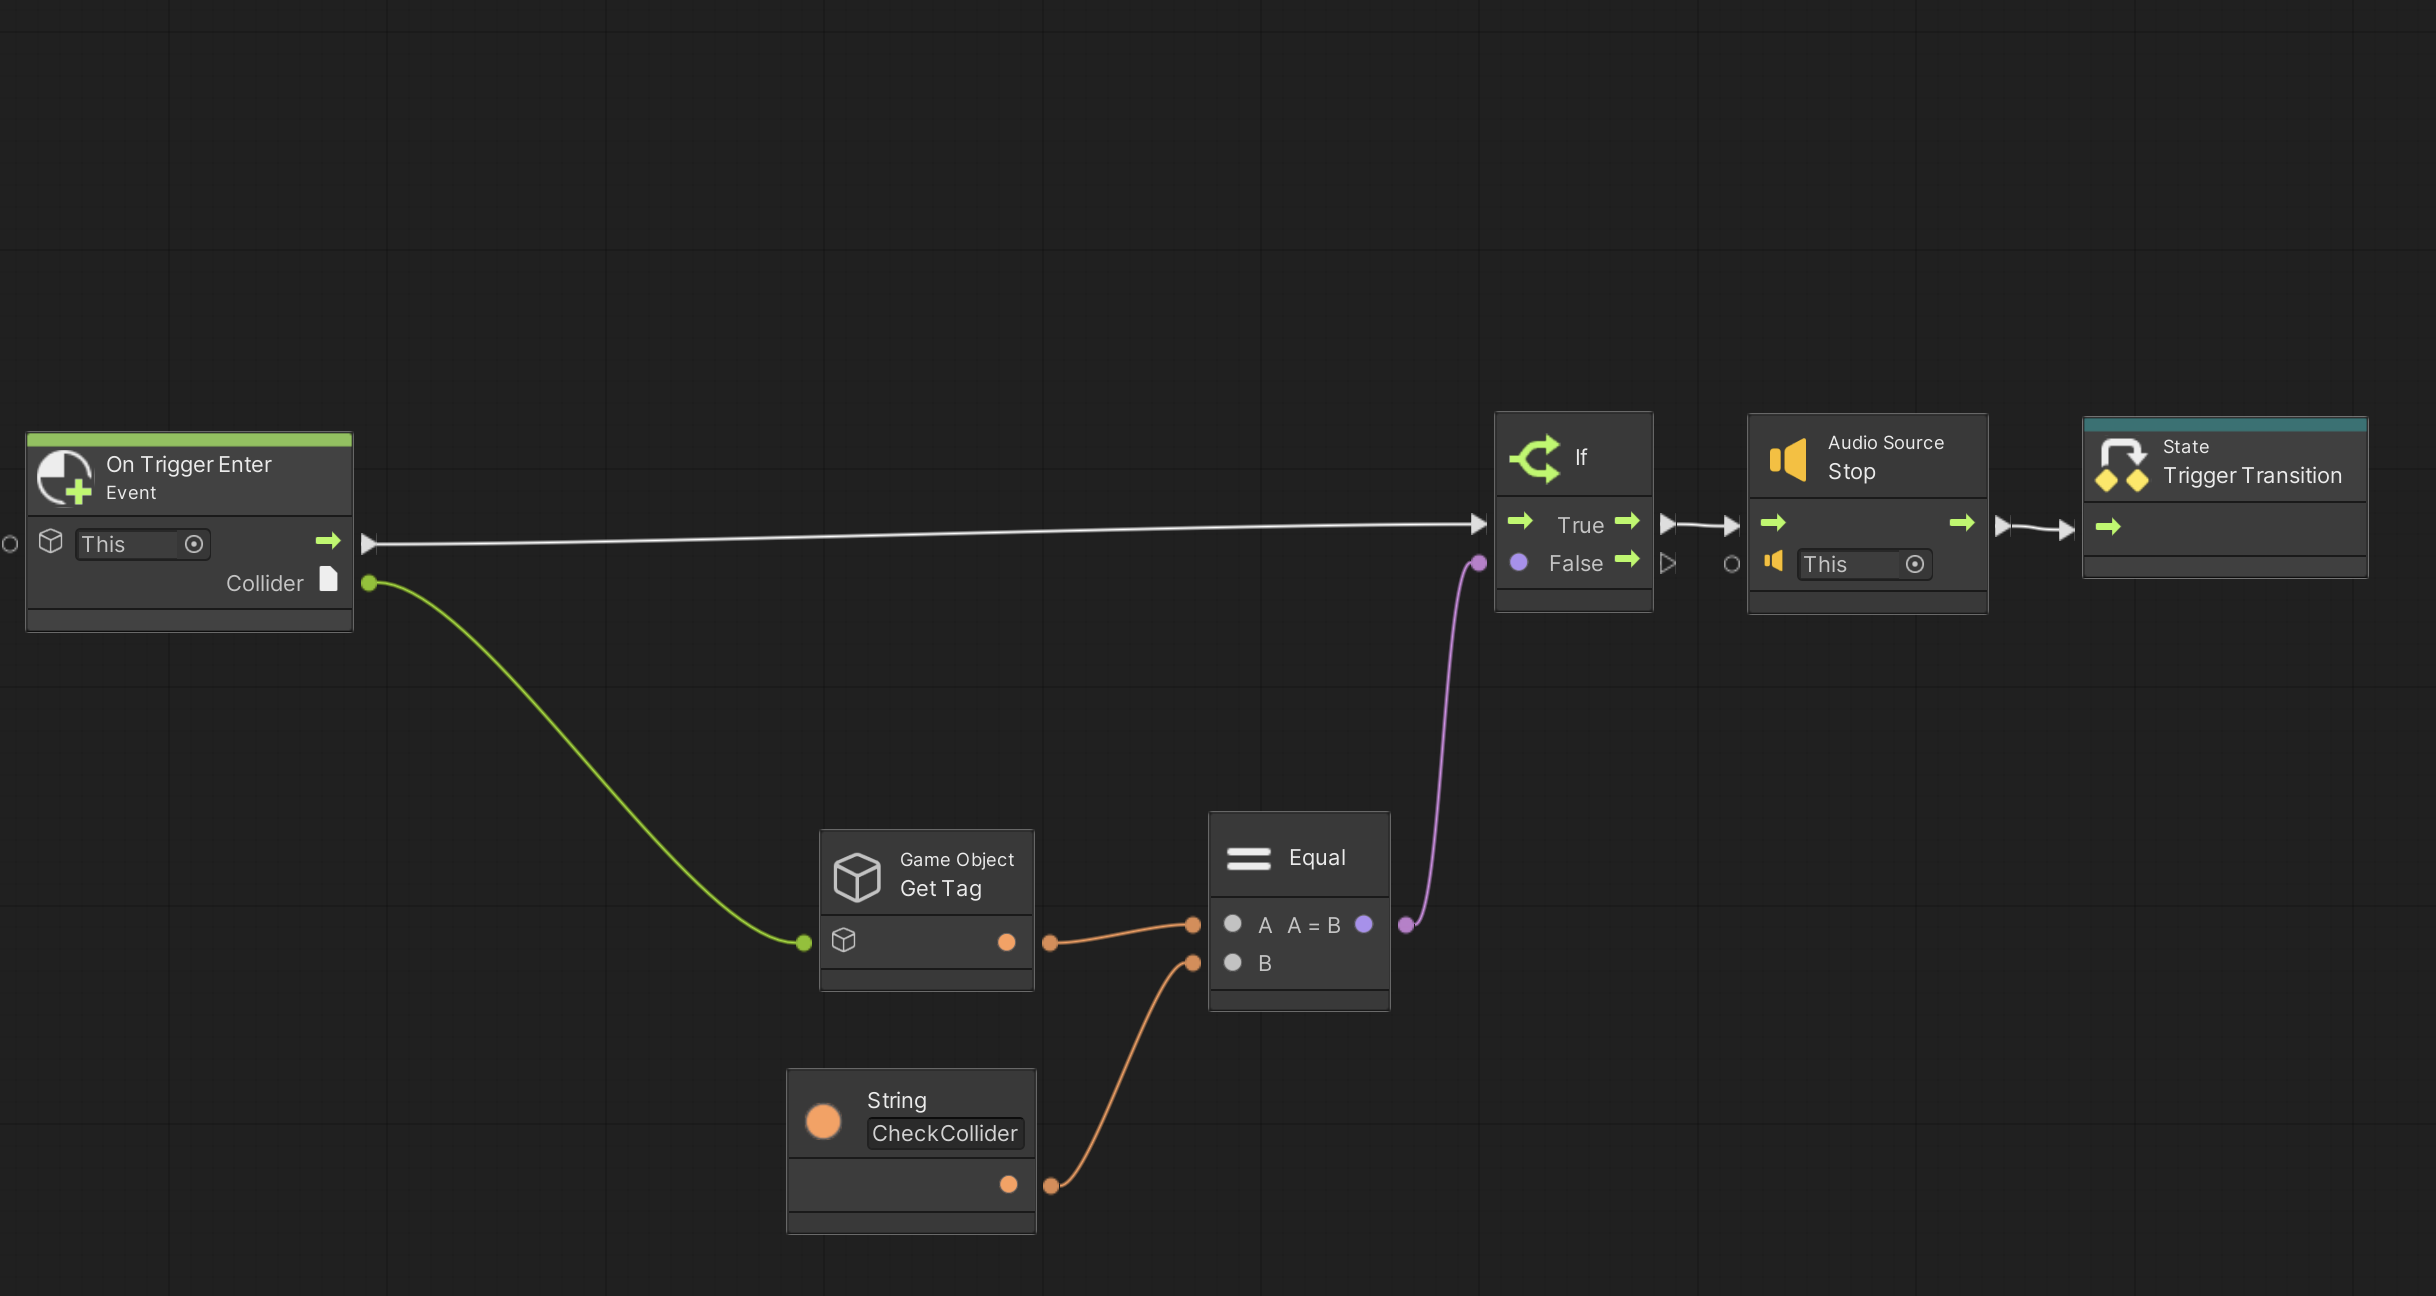 On Trigger Enter
Event
This
Collider
If
True
False
Audio Source
Stop
This
State
Trigger Transition
Game Object
Get Tag
Equal
A A = B
B
String
CheckCollider